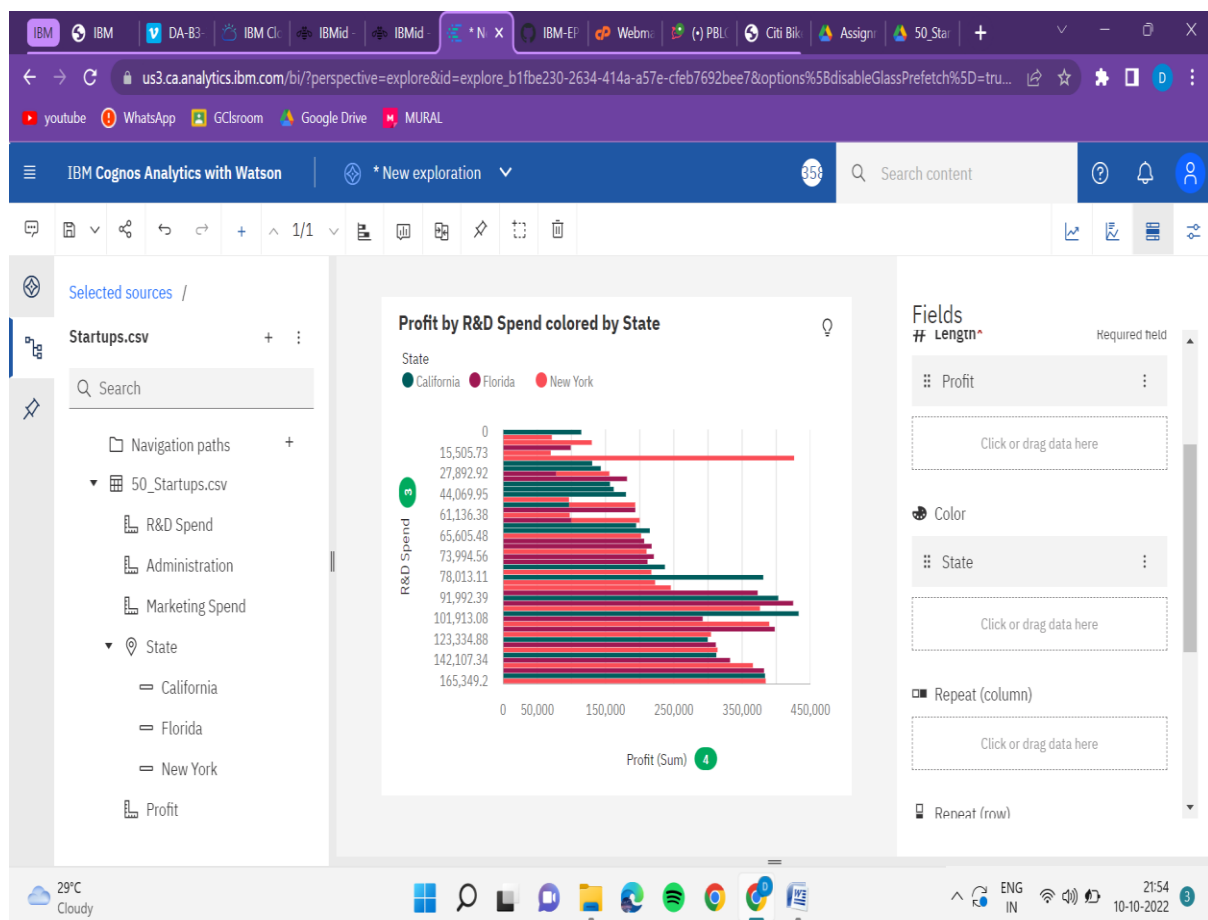 IBM
IBM
DA-B3-
IBM Clo
IBMid -
IBMid -
* N
IBM-EP
Webma
(•) PBL(
Citi Bik
Assignr
50_Star
us3.ca.analytics.ibm.com/bi/?perspective=explore&id=explore_b1fbe230-2634-414a-a57e-cfeb7692bee7&options%5BdisableGlassPrefetch%5D=tru...
D
youtube
WhatsApp
GClsroom
Google Drive
MURAL
IBM Cognos Analytics with Watson
* New exploration
358
Search content
1/1
Selected sources /
Startups.csv
Search
Navigation paths
50_Startups.csv
R&D Spend
Administration
Marketing Spend
State
California
Florida
New York
Profit
Profit by R&D Spend colored by State
State
California
Florida
New York
0
15,505.73
27,892.92
44,069.95
61,136.38
65,605.48
73,994.56
78,013.11
91,992.39
101,913.08
123,334.88
142,107.34
165,349.2
R&D Spend
3
0 50,000 150,000 250,000 350,000 450,000
Profit (Sum) 4
Fields
Length*
Required field
Profit
Click or drag data here
Color
State
Click or drag data here
Repeat (column)
Click or drag data here
Repeat (row)
29°C
Cloudy
ENG
IN
21:54
10-10-2022
3